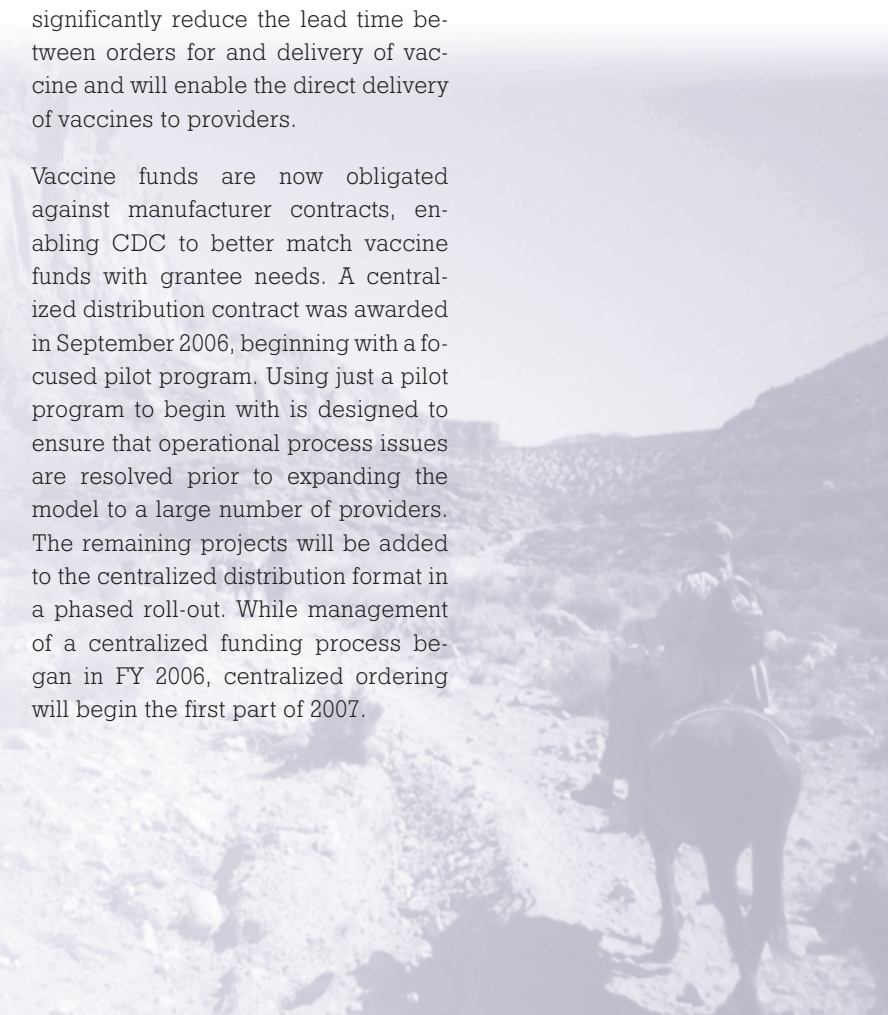 significantly reduce the lead time be-
tween orders for and delivery of vac-
cine and will enable the direct delivery
of vaccines to providers.
Vaccine funds are now obligated
against manufacturer contracts, en-
abling CDC to better match vaccine
funds with grantee needs. A central-
ized distribution contract was awarded
in September 2006, beginning with a fo-
cused pilot program. Using just a pilot
program to begin with is designed to
ensure that operational process issues
are resolved prior to expanding the
model to a large number of providers.
The remaining projects will be added
to the centralized distribution format in
a phased roll-out. While management
of a centralized funding process be-
gan in FY 2006, centralized ordering
will begin the first part of 2007.